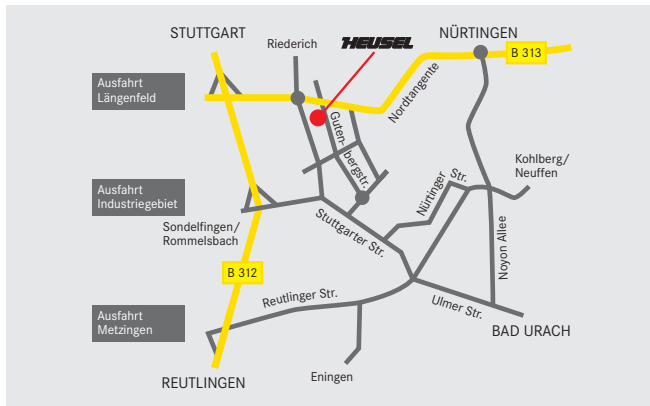 STUTTGART
Riederich
HEUSEL
NÜRTINGEN
B 313
Ausfahrt
Längenfeld
Nordtangente
Guten-
bergstr.
Kohlberg/
Neuffen
Ausfahrt
Industriegebiet
Nürtinger
Str.
Sondelfingen/
Rommelsbach
Stuttgarter Str.
Noyon Allee
B 312
Reutlinger Str.
Ulmer Str.
Ausfahrt
Metzingen
BAD URACH
Eningen
REUTLINGEN